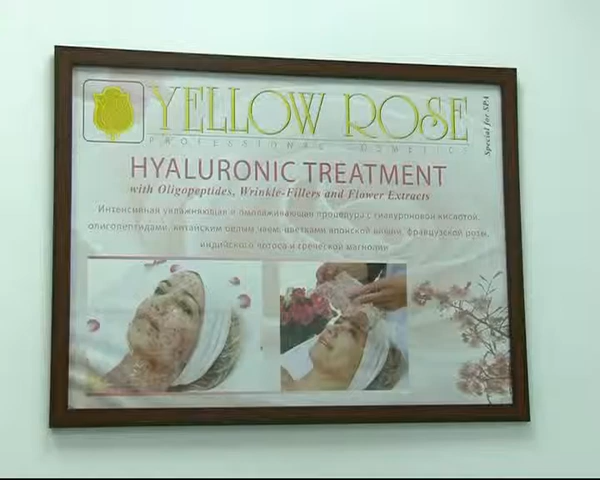 YELLOW ROSE
PROFESSIONAL COSMETICS
Special for SPA
HYALURONIC TREATMENT
with Oligopeptides, Wrinkle-Fillers and Flower Extracts
Интенсивная увлажняющая и омолаживающая процедура с гиалуроновой кислотой,
олигопептидами, китайским белым чаем, цветками японской вишни, французской розы,
индийского лотоса и греческой магнолии